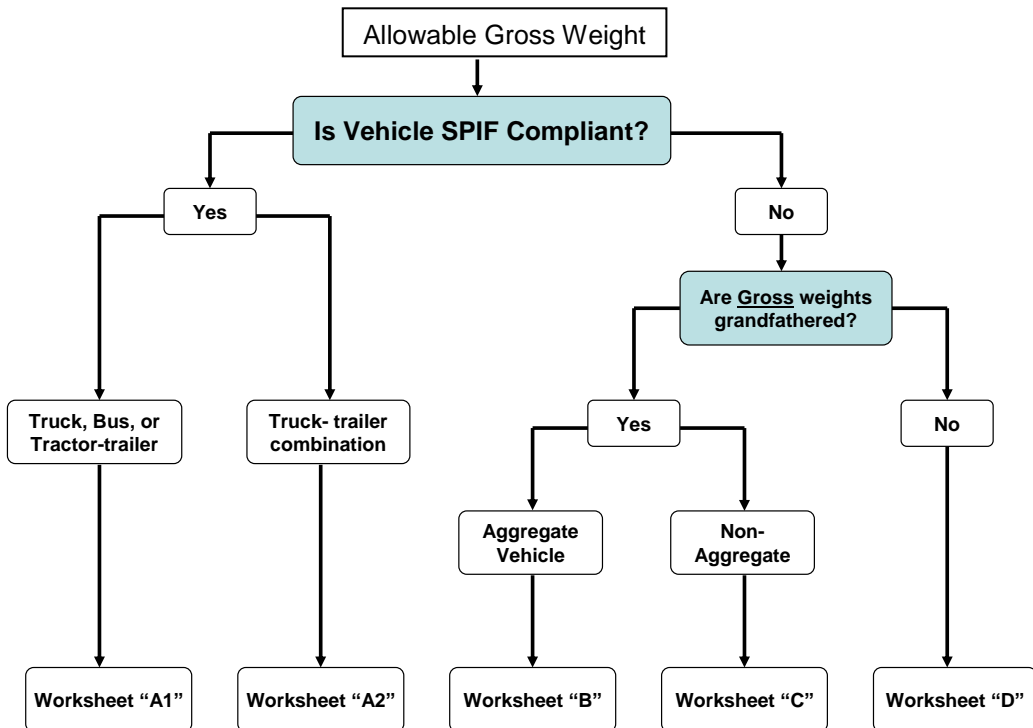 Allowable Gross Weight
Is Vehicle SPIF Compliant?
Yes
No
Are Gross weights
grandfathered?
Truck, Bus, or
Tractor-trailer
Truck- trailer
combination
Yes
No
Aggregate
Vehicle
Non-
Aggregate
Worksheet “A1”
Worksheet “A2”
Worksheet “B”
Worksheet “C”
Worksheet “D”